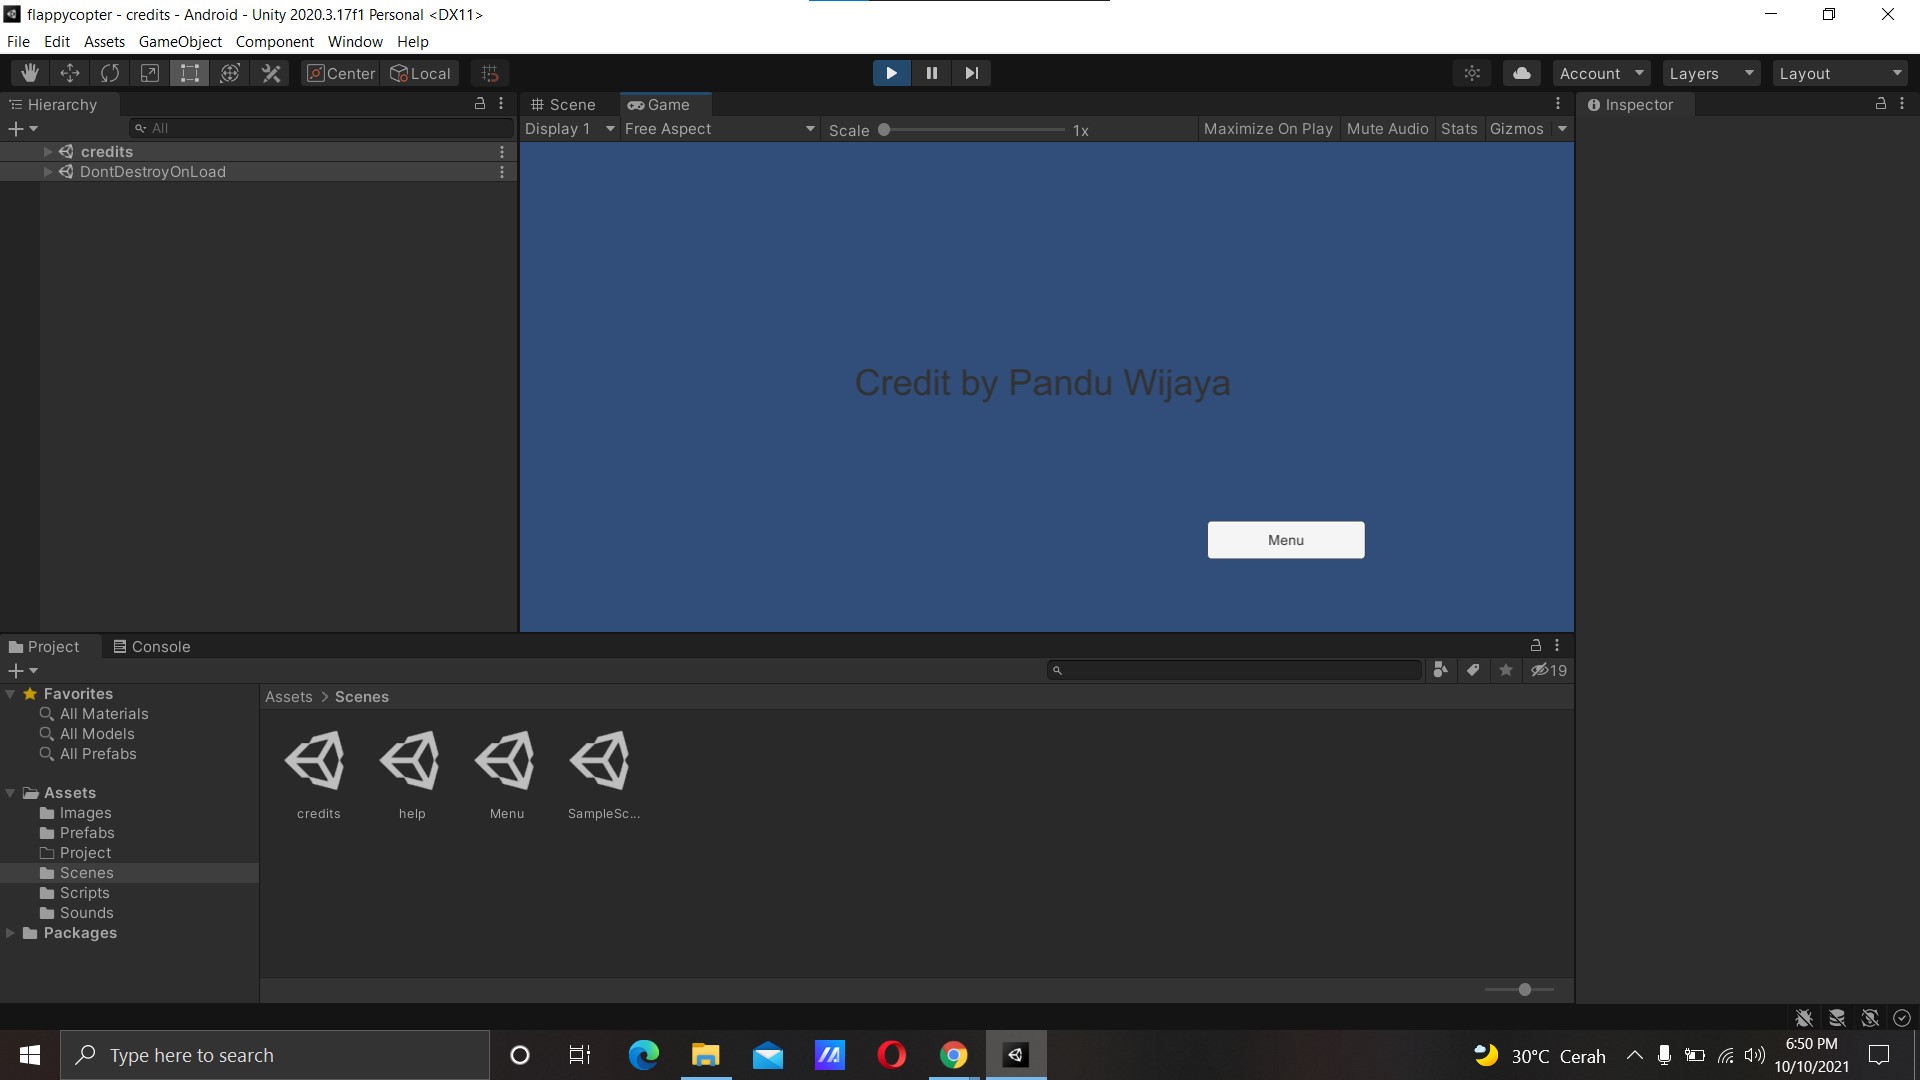 flappycopter - credits - Android - Unity 2020.3.17f1 Personal <DX11>
File Edit Assets GameObject Component Window Help
Center Local Account Layers Layout
Hierarchy
All
credits
DontDestroyOnLoad
Scene Game
Display 1 Free Aspect Scale 1x Maximize On Play Mute Audio Stats Gizmos
Credit by Pandu Wijaya
Menu
Inspector
Project Console
19
Favorites
All Materials
All Models
All Prefabs
Assets
Images
Prefabs
Project
Scenes
Scripts
Sounds
Packages
Assets > Scenes
credits help Menu SampleSc...
Type here to search
30°C Cerah
6:50 PM
10/10/2021